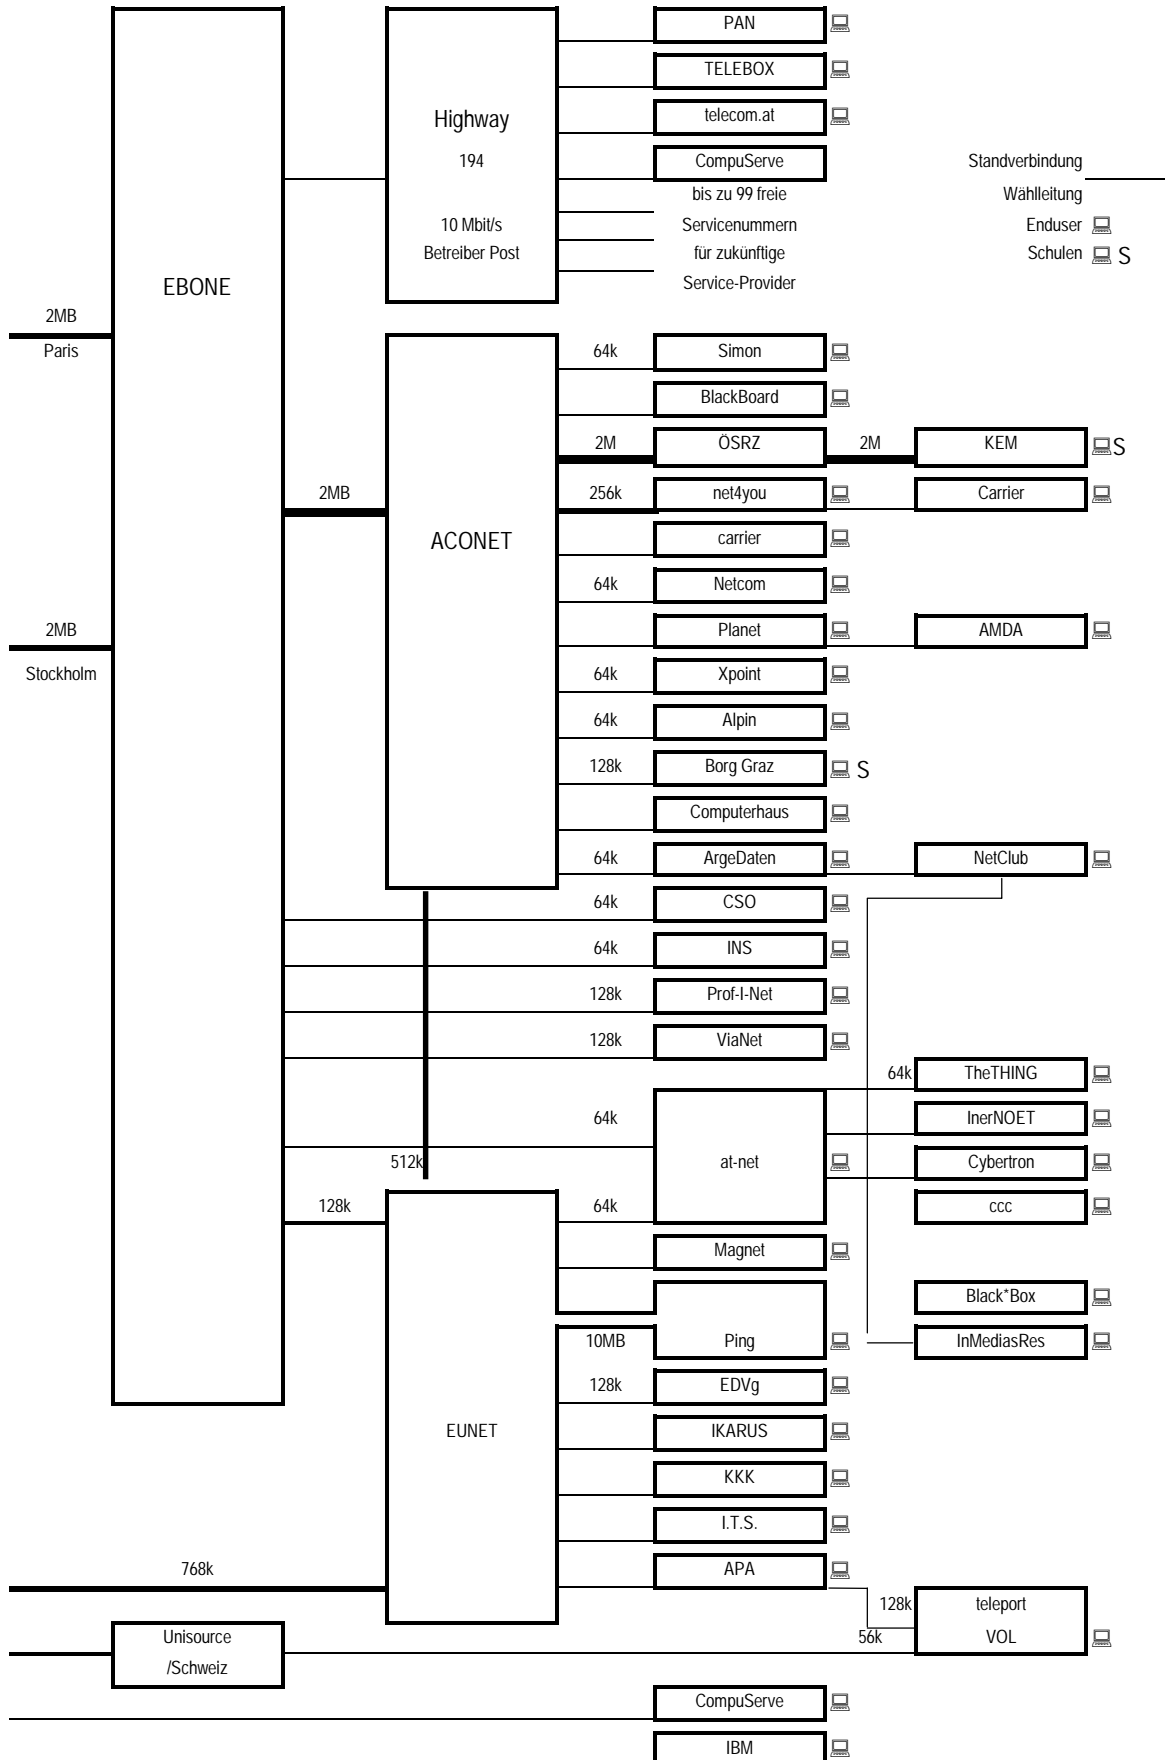 PAN
TELEBOX
telecom.at
Highway
194
CompuServe
Standverbindung
bis zu 99 freie
Wählleitung
10 Mbit/s
Servicenummern
Enduser
Betreiber Post
für zukünftige
Schulen S
EBONE
Service-Provider
2MB
Paris
64k
Simon
BlackBoard
2M
ÖSRZ
2M
KEM
S
2MB
256k
net4you
Carrier
ACONET
carrier
64k
Netcom
2MB
Planet
AMDA
Stockholm
64k
Xpoint
64k
Alpin
128k
Borg Graz
S
Computerhaus
64k
ArgeDaten
NetClub
64k
CSO
64k
INS
128k
Prof-I-Net
128k
ViaNet
64k
TheTHING
64k
InerNOET
512k
at-net
Cybertron
128k
64k
ccc
Magnet
Black*Box
10MB
Ping
InMediasRes
128k
EDVg
EUNET
IKARUS
KKK
I.T.S.
768k
APA
128k
teleport
Unisource
56k
VOL
/Schweiz
CompuServe
IBM